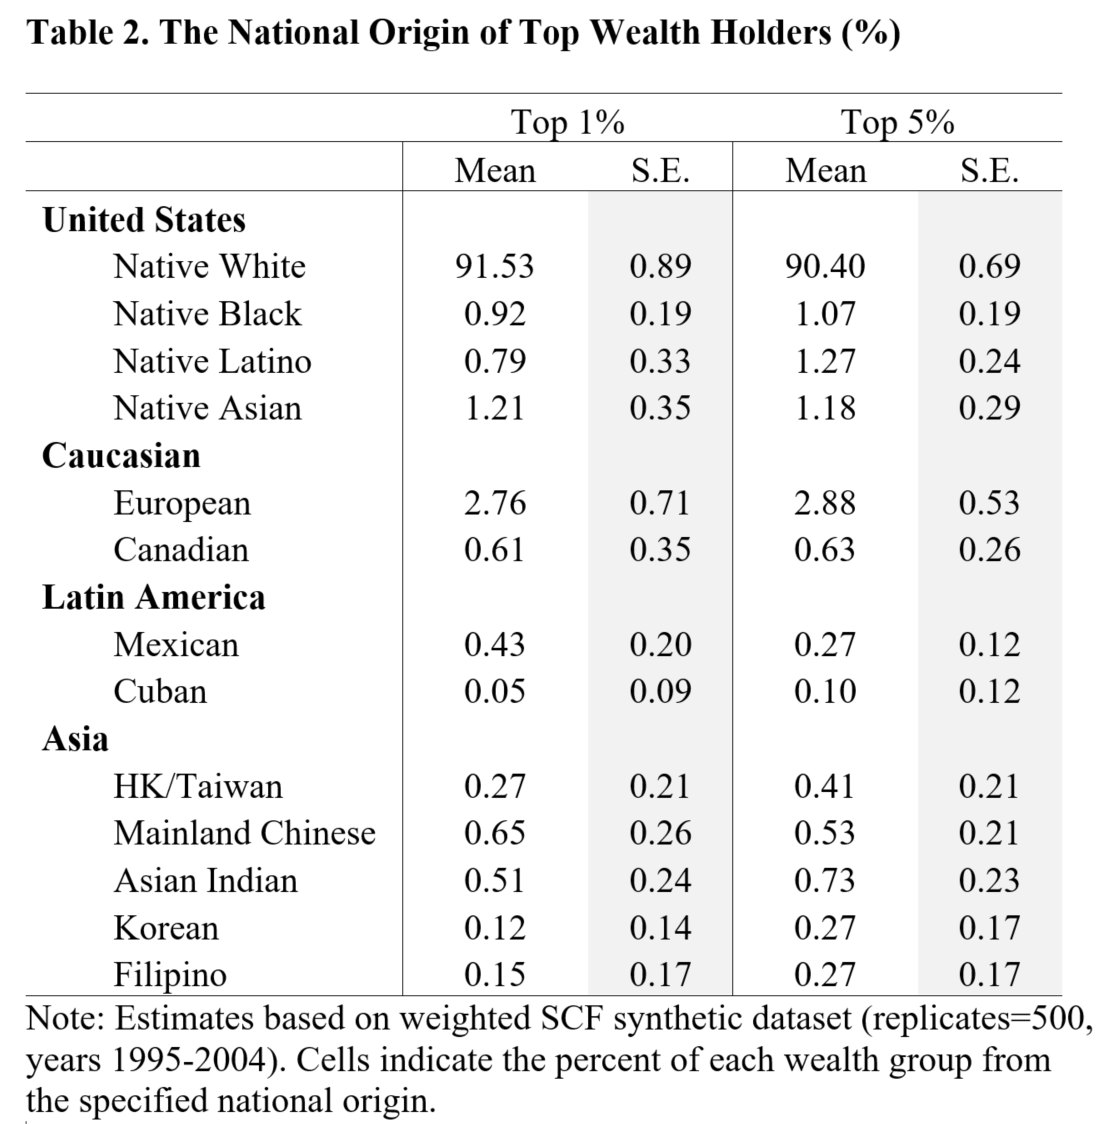 Table 2. The National Origin of Top Wealth Holders (%)
Top 1% Top 5%
Mean S.E. Mean S.E.
United States
Native White 91.53 0.89 90.40 0.69
Native Black 0.92 0.19 1.07 0.19
Native Latino 0.79 0.33 1.27 0.24
Native Asian 1.21 0.35 1.18 0.29
Caucasian
European 2.76 0.71 2.88 0.53
Canadian 0.61 0.35 0.63 0.26
Latin America
Mexican 0.43 0.20 0.27 0.12
Cuban 0.05 0.09 0.10 0.12
Asia
HK/Taiwan 0.27 0.21 0.41 0.21
Mainland Chinese 0.65 0.26 0.53 0.21
Asian Indian 0.51 0.24 0.73 0.23
Korean 0.12 0.14 0.27 0.17
Filipino 0.15 0.17 0.27 0.17
Note: Estimates based on weighted SCF synthetic dataset (replicates=500,
years 1995-2004). Cells indicate the percent of each wealth group from
the specified national origin.